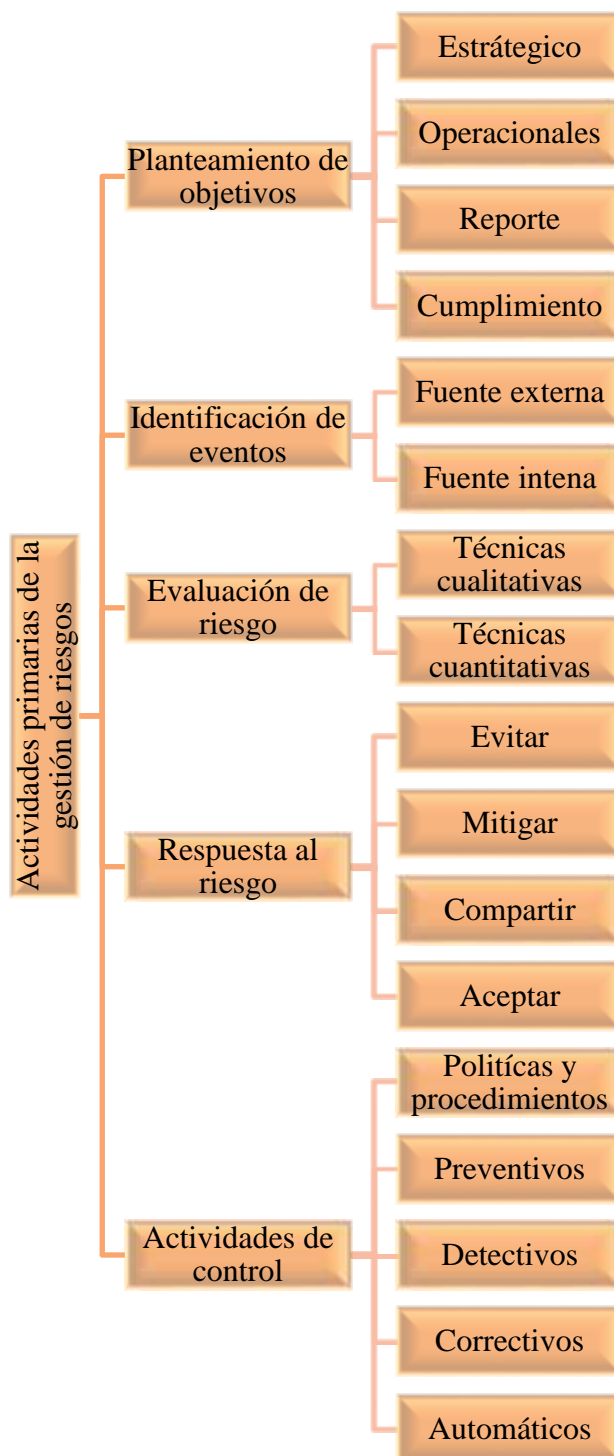 Actividades primarias de la
gestión de riesgos
Planteamiento de
objetivos
Estrátegico
Operacionales
Reporte
Cumplimiento
Identificación de
eventos
Fuente externa
Fuente intena
Evaluación de
riesgo
Técnicas
cualitativas
Técnicas
cuantitativas
Respuesta al
riesgo
Evitar
Mitigar
Compartir
Aceptar
Actividades de
control
Politícas y
procedimientos
Preventivos
Detectivos
Correctivos
Automáticos